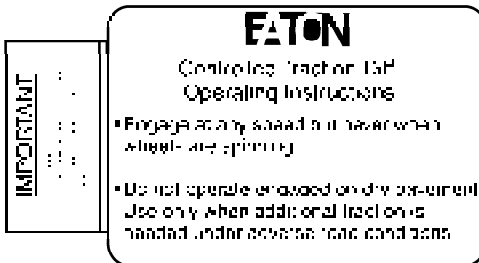 EATON
Controlled Traction Diff
Operating Instructions
IMPORTANT
• Engage at any speed but never when
wheels are spinning
• Do not operate engaged on dry pavement
Use only when additional traction is
needed under adverse road conditions